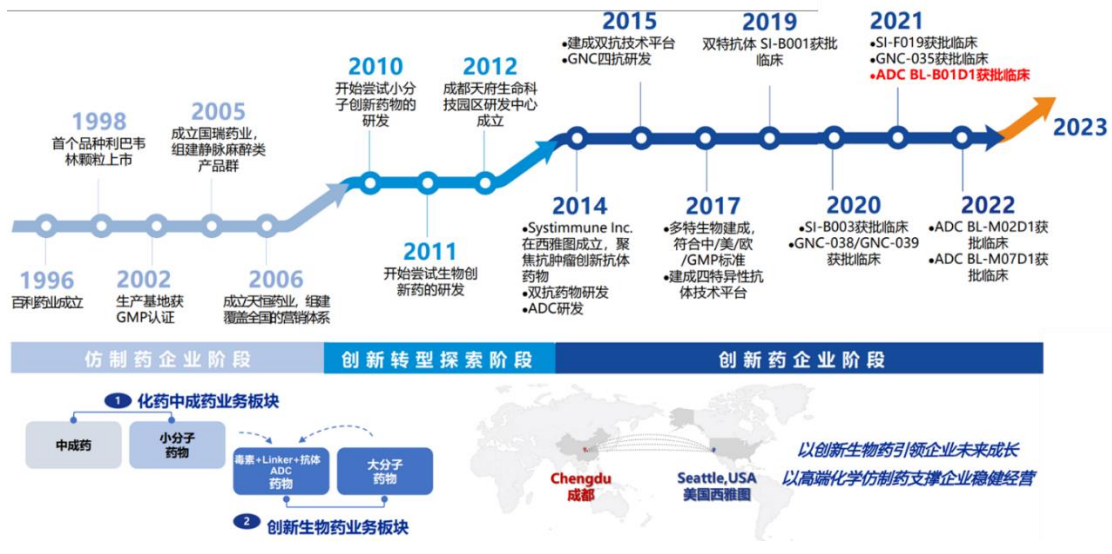 1996
百利药业成立
1998
首个品种利巴韦
林颗粒上市
2002
生产基地获
GMP认证
2005
成立国瑞药业，
组建静脉麻醉类
产品群
2006
成立天恒药业，组建
覆盖全国的营销体系
2010
开始尝试小分
子创新药物的
研发
2011
开始尝试生物创
新药的研发
2012
成都天府生命科
技园区研发中心
成立
2014
•Systimmune Inc.
在西雅图成立，聚
焦抗肿瘤创新抗体
药物
•双抗药物研发
•ADC研发
2015
•建成双抗技术平台
•GNC四抗研发
2017
•多特生物建成，
符合中/美/欧
/GMP标准
•建成四特异性抗
体技术平台
2019
双特抗体 SI-B001获批
临床
2020
•SI-B003获批临床
•GNC-038/GNC-039
获批临床
2021
•SI-F019获批临床
•GNC-035获批临床
•ADC BL-B01D1获批临床
2022
•ADC BL-M02D1获
批临床
•ADC BL-M07D1获
批临床
2023
仿制药企业阶段
创新转型探索阶段
创新药企业阶段
1 化药中成药业务板块
中成药
小分子
药物
毒素+Linker+抗体
ADC
药物
大分子
药物
2 创新生物药业务板块
Chengdu
成都
Seattle,USA
美国西雅图
以创新生物药引领企业未来成长
以高端化学仿制药支撑企业稳健经营